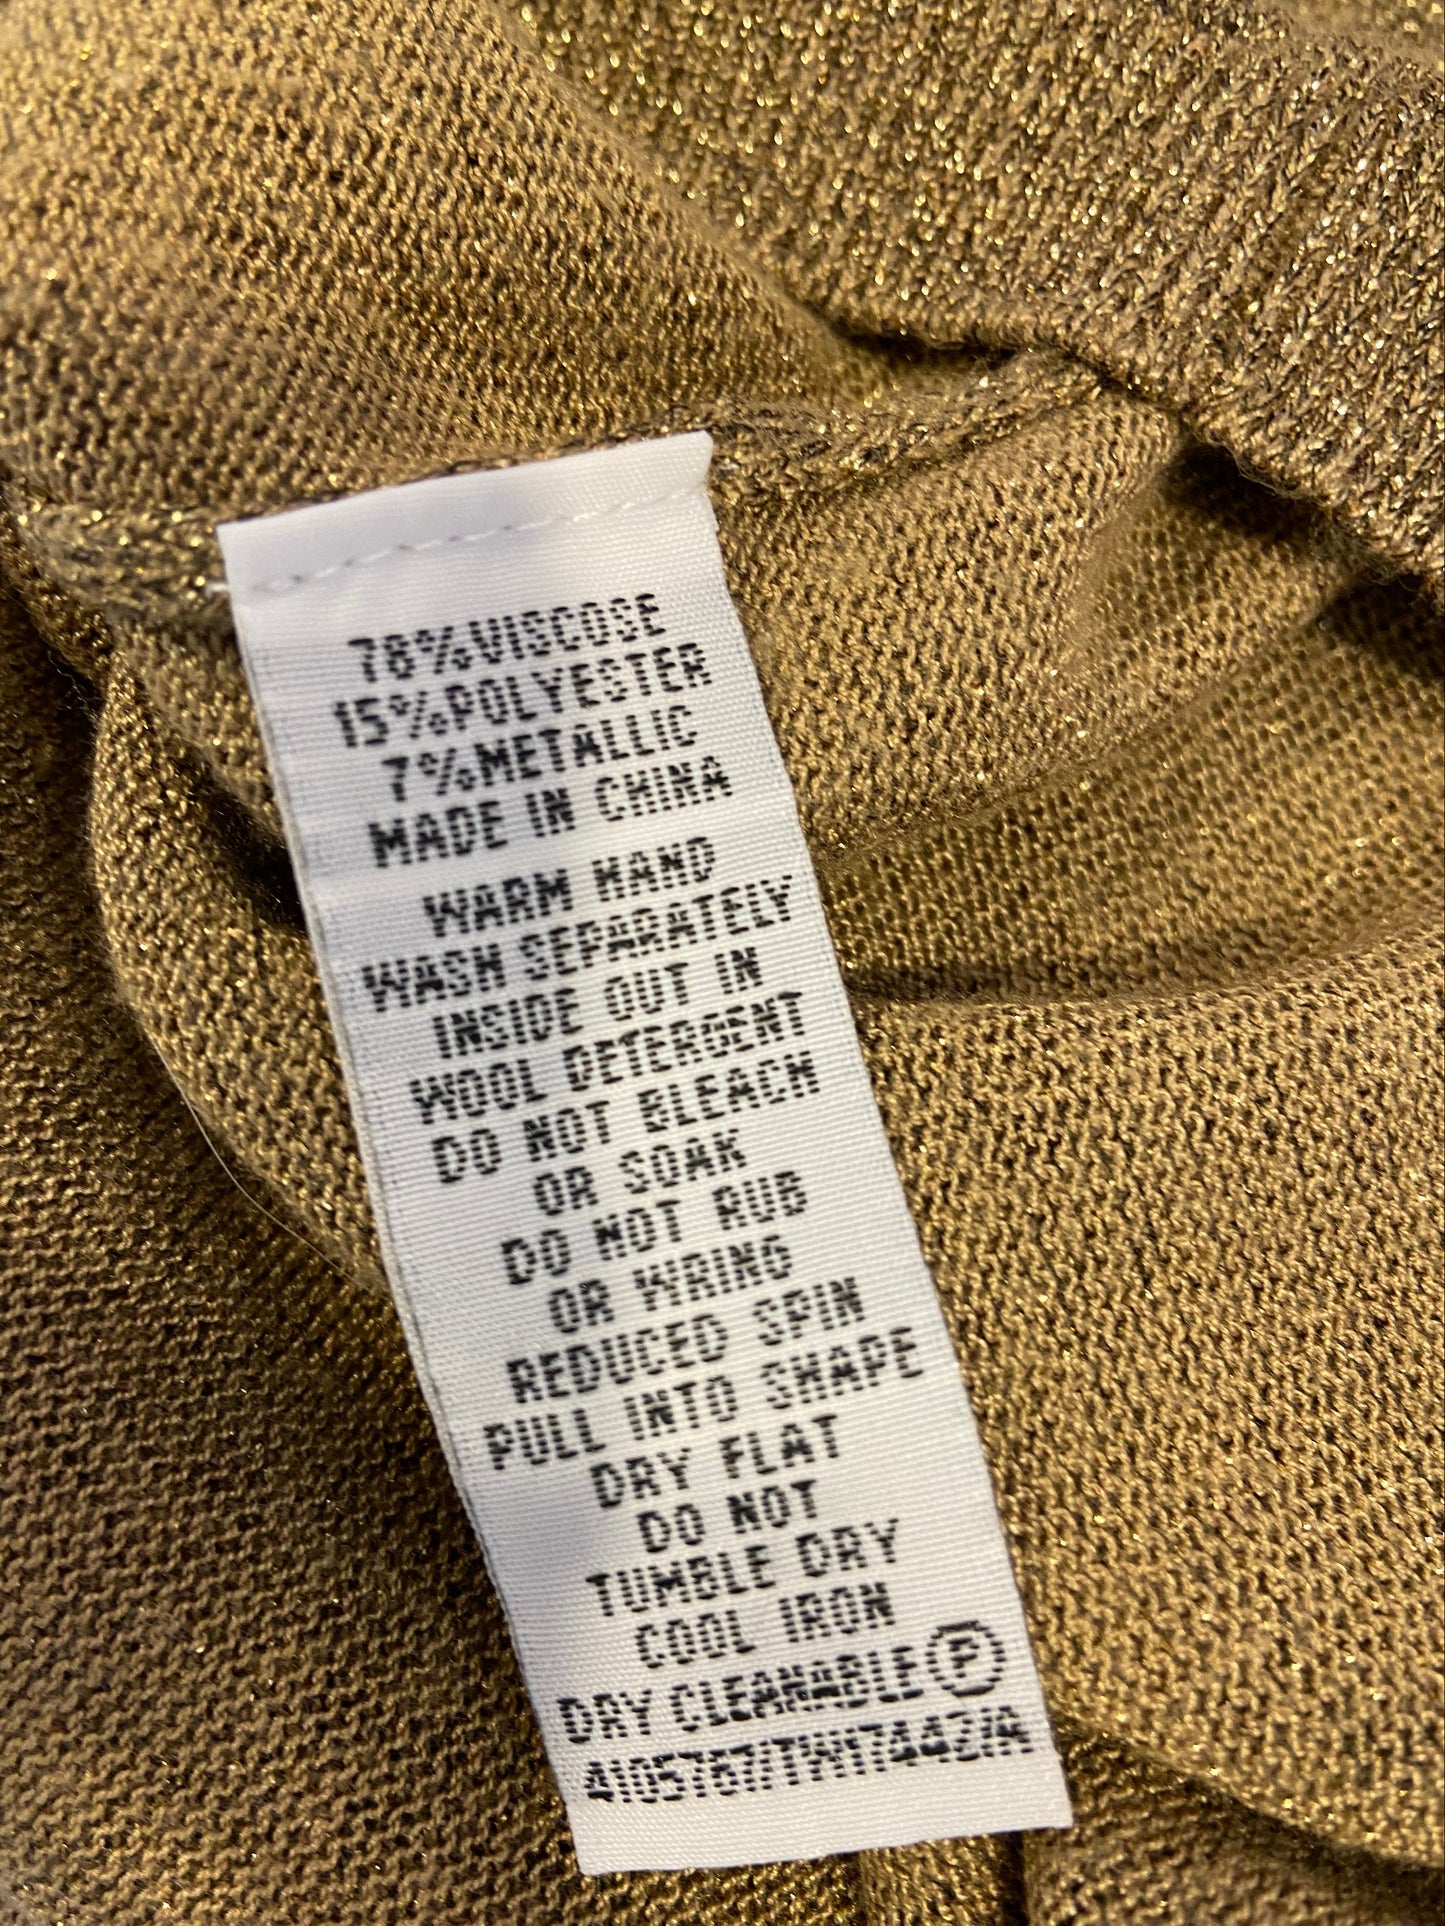 78%VISCOSE
15%POLYESTER
7%METALLIC
MADE IN CHINA
WARM HAND
WASH SEPARATELY
INSIDE OUT IN
WOOL DETERGENT
DO NOT BLEACH
OR SOAK
DO NOT RUB
OR WRING
REDUCED SPIN
PULL INTO SHAPE
DRY FLAT
DO NOT
TUMBLE DRY
COOL IRON
DRY CLEANABLE Ⓟ
4105767/TW17442/A